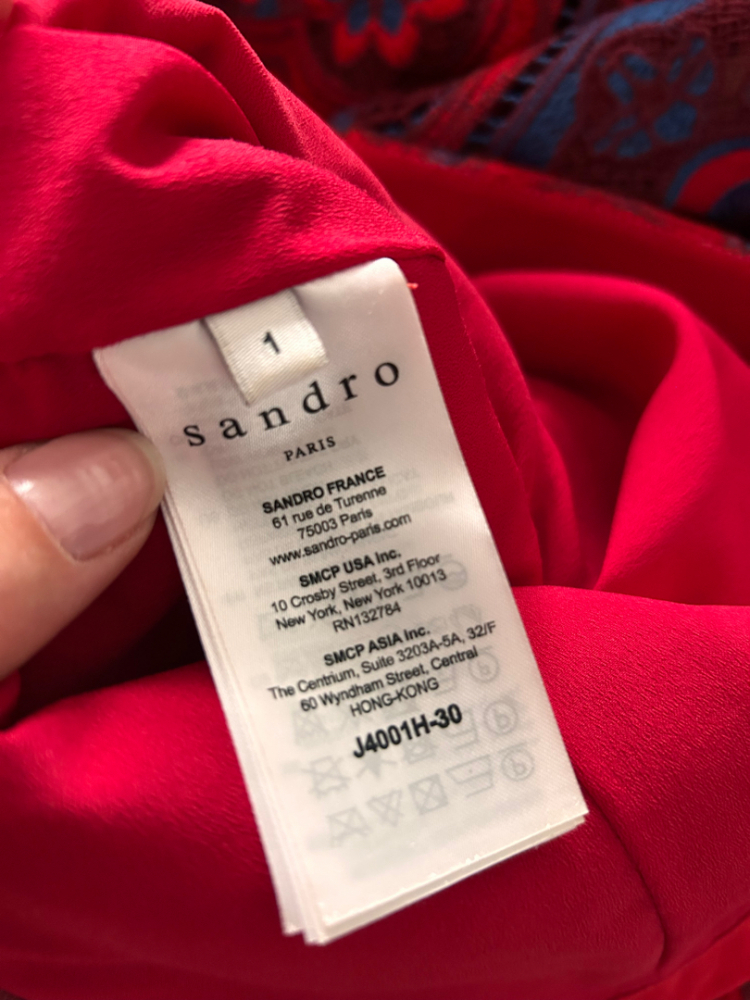 1
sandro
PARIS
SANDRO FRANCE
61 rue de Turenne
75003 Paris
www.sandro-paris.com
SMCP USA Inc.
10 Crosby Street, 3rd Floor
New York, New York 10013
RN132784
SMCP ASIA Inc.
The Centrium, Suite 3203A-5A, 32/F
60 Wyndham Street, Central
HONG-KONG
J4001H-30